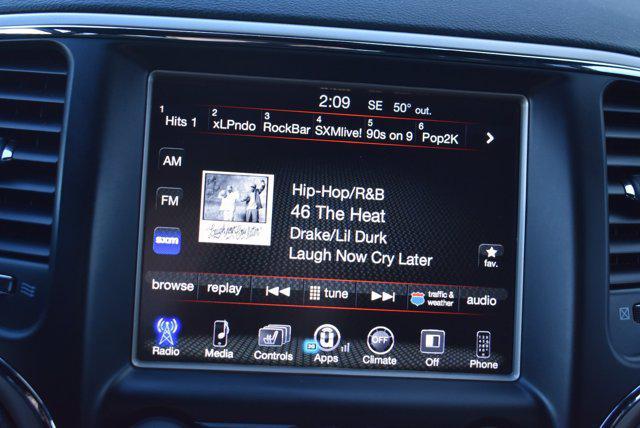 2:09 SE 50° out.
1 Hits 1
2 xLPndo
3 RockBar
4 SXMlive!
5 90s on 9
6 Pop2K
AM
FM
sxm
Hip-Hop/R&B
46 The Heat
Drake/Lil Durk
Laugh Now Cry Later
fav.
browse
replay
tune
traffic & weather
audio
Radio
Media
Controls
3G
Apps
OFF
Climate
Off
Phone